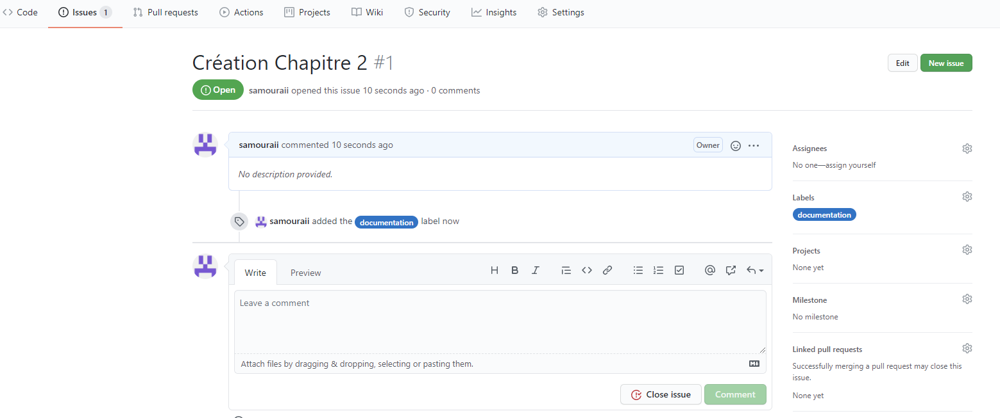 Code Issues 1 Pull requests Actions Projects Wiki Security Insights Settings
Création Chapitre 2 #1
Edit New issue
Open samouraii opened this issue 10 seconds ago · 0 comments
samouraii commented 10 seconds ago Owner
No description provided.
samouraii added the documentation label now
Write Preview
Leave a comment
Attach files by dragging & dropping, selecting or pasting them.
Close issue Comment
Assignees
No one—assign yourself
Labels
documentation
Projects
None yet
Milestone
No milestone
Linked pull requests
Successfully merging a pull request may close this
issue.
None yet